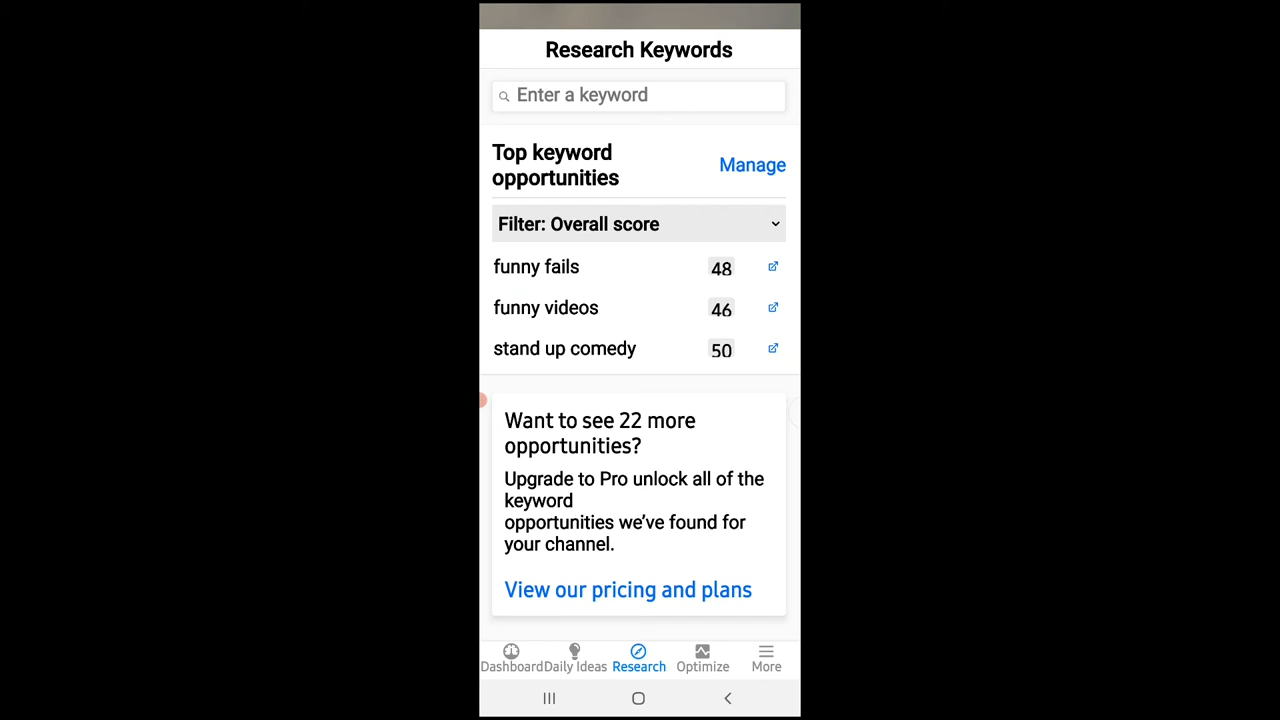 Research Keywords
Enter a keyword
Top keyword
opportunities
Manage
Filter: Overall score
funny fails 48
funny videos 46
stand up comedy 50
Want to see 22 more
opportunities?
Upgrade to Pro unlock all of the
keyword
opportunities we've found for
your channel.
View our pricing and plans
Dashboard Daily Ideas Research Optimize More